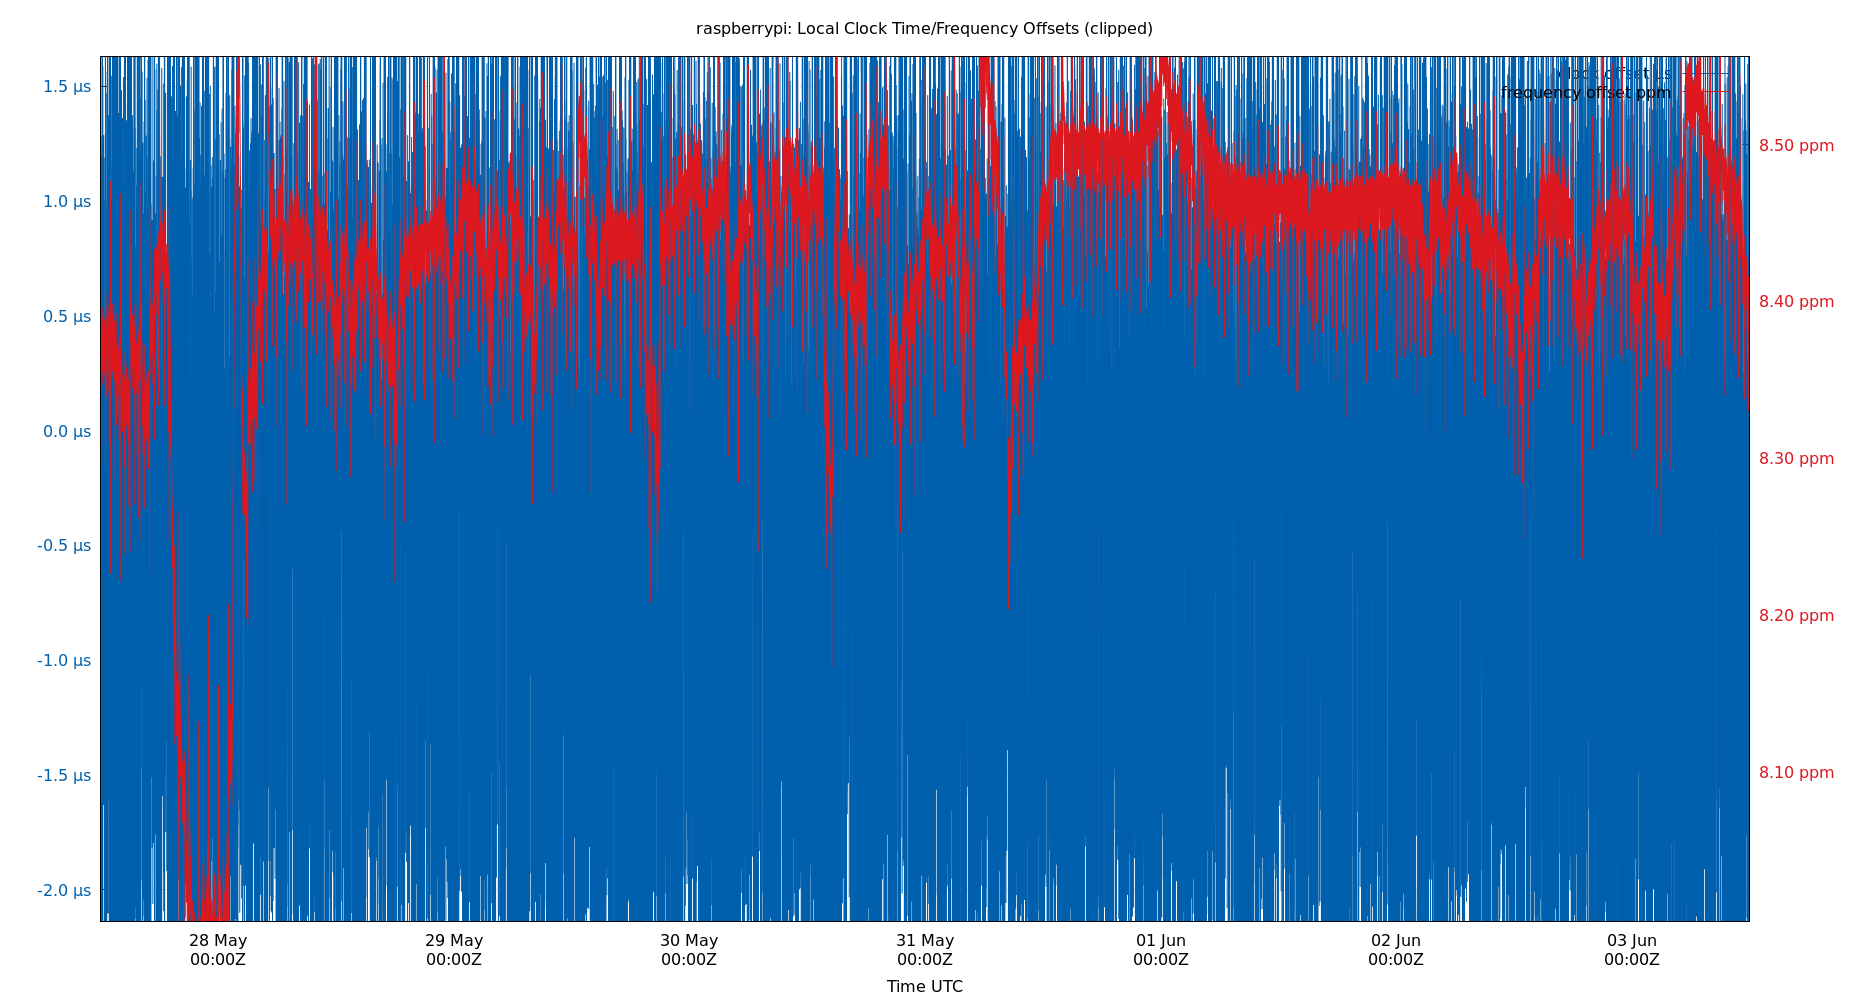 raspberrypi: Local Clock Time/Frequency Offsets (clipped)
clock offset μs
frequency offset ppm
1.5 μs
1.0 μs
0.5 μs
0.0 μs
-0.5 μs
-1.0 μs
-1.5 μs
-2.0 μs
8.50 ppm
8.40 ppm
8.30 ppm
8.20 ppm
8.10 ppm
28 May 00:00Z
29 May 00:00Z
30 May 00:00Z
31 May 00:00Z
01 Jun 00:00Z
02 Jun 00:00Z
03 Jun 00:00Z
Time UTC